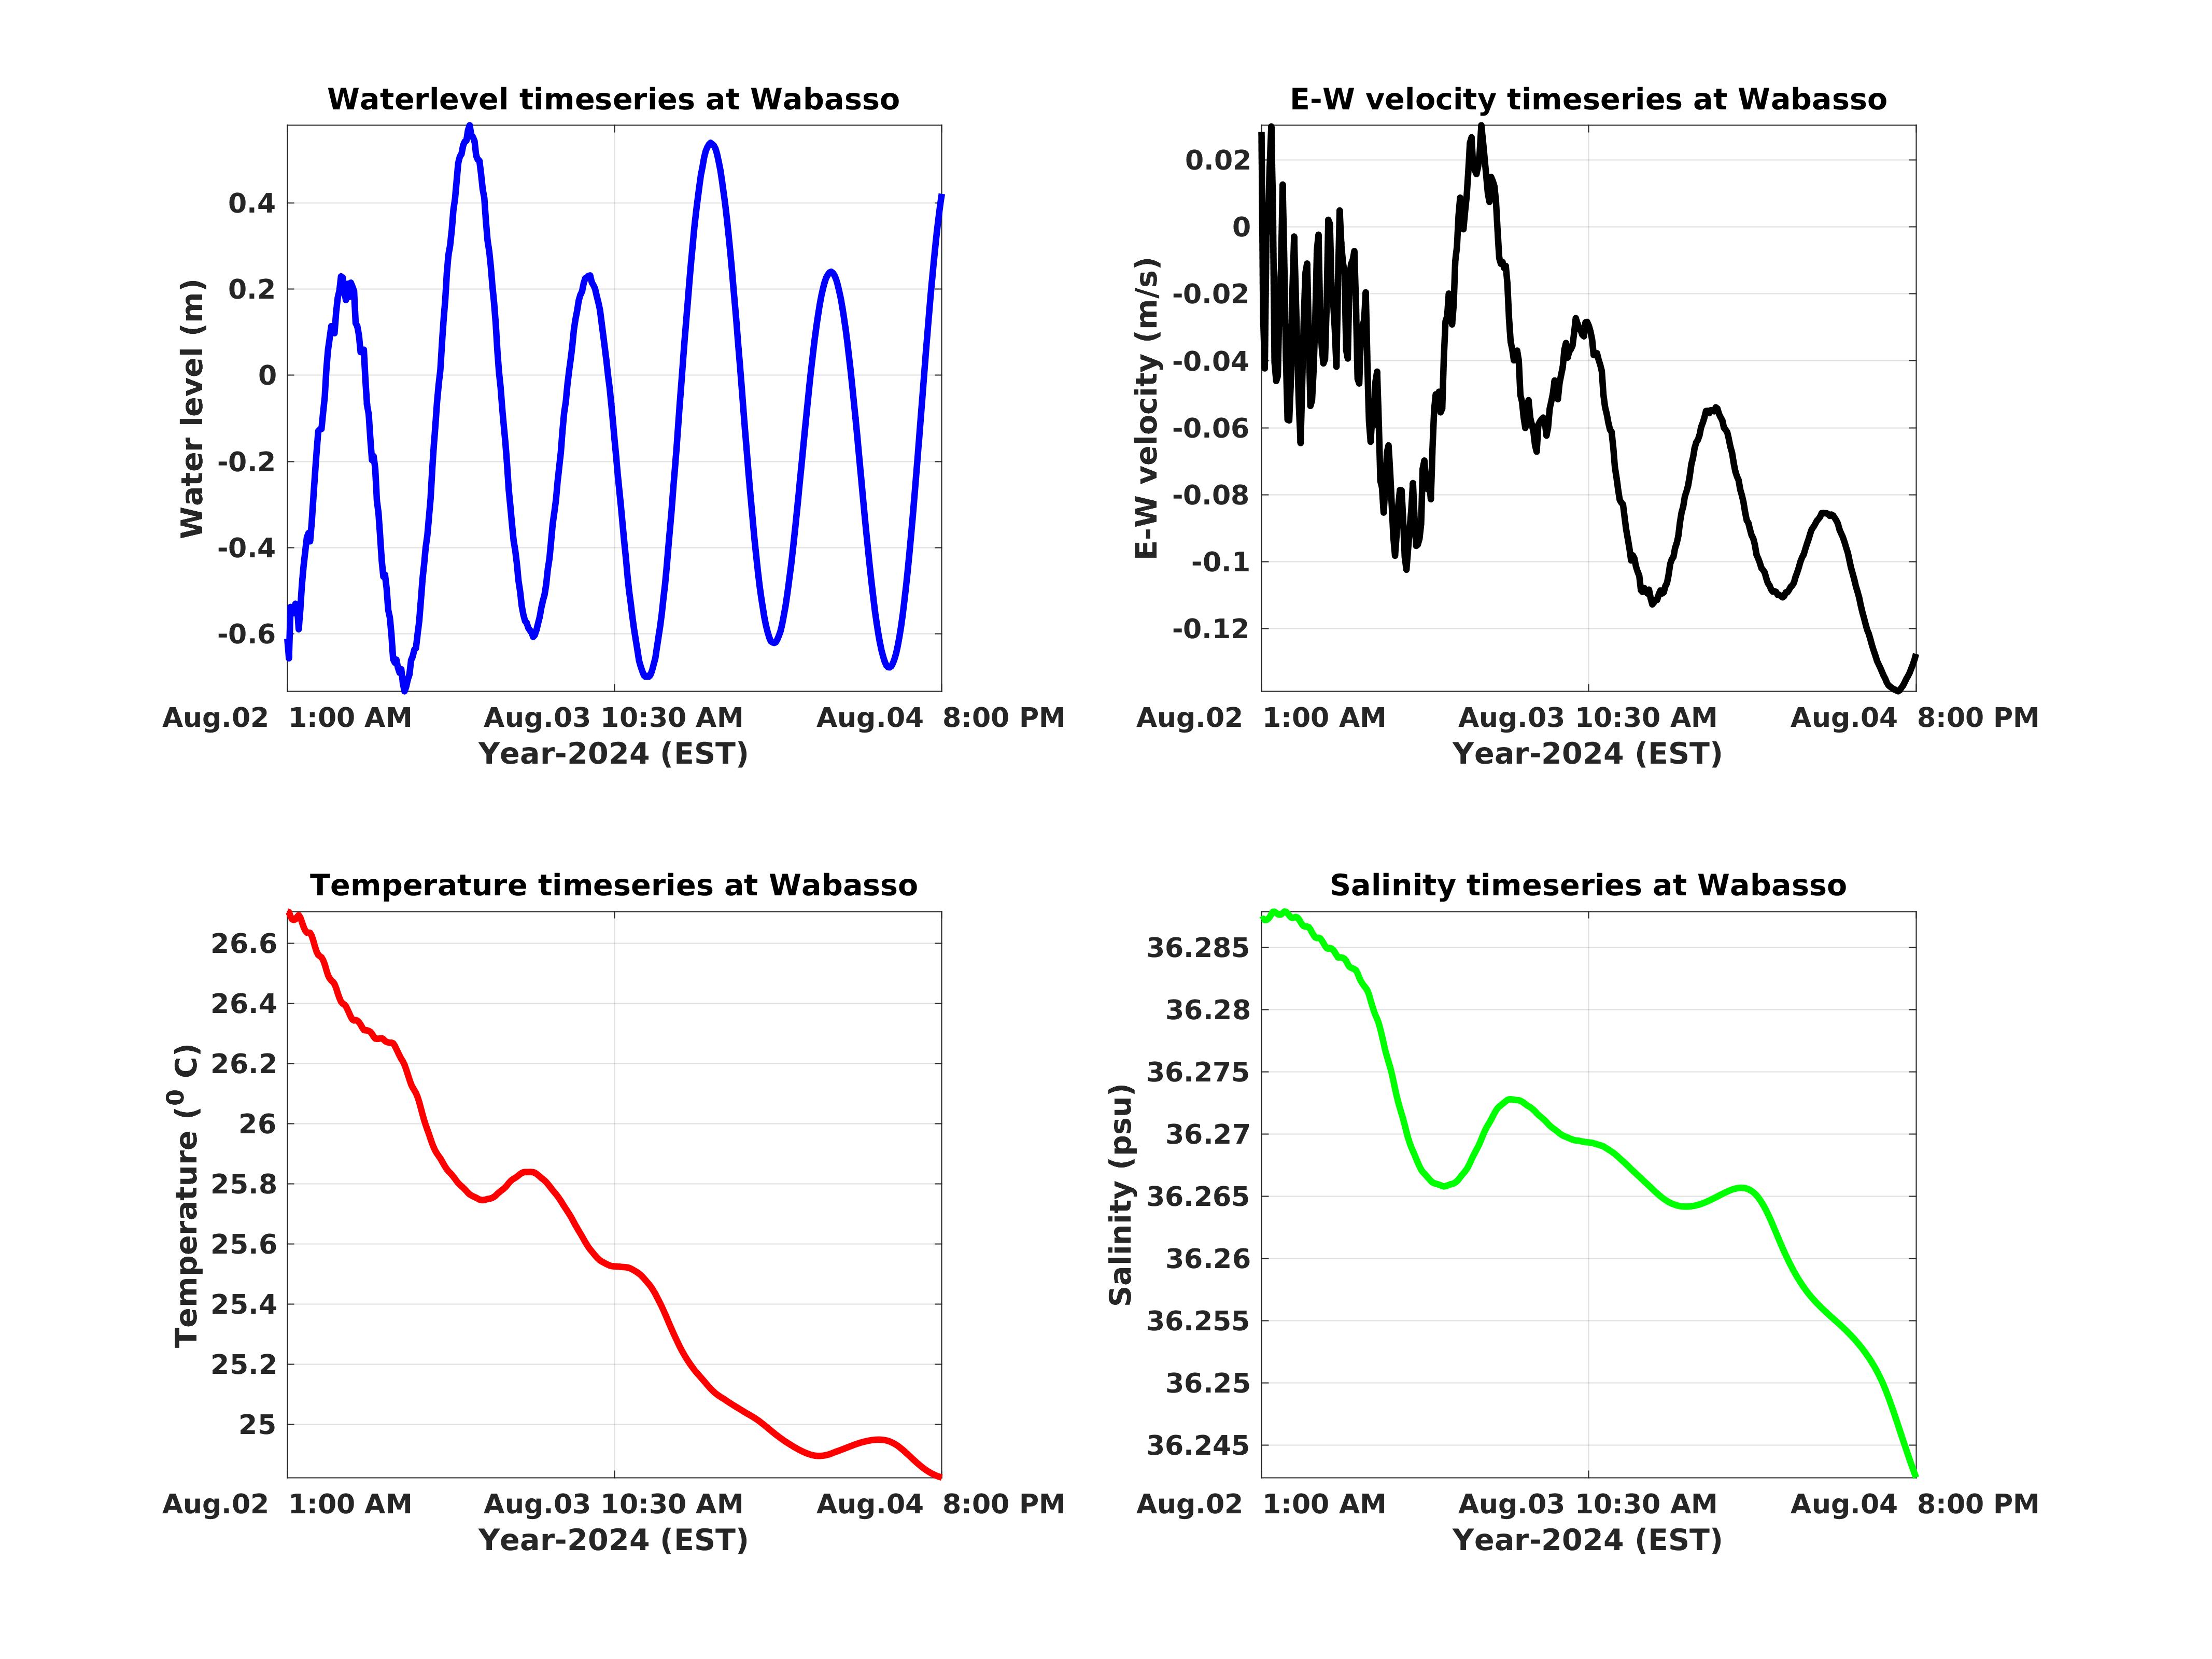 Waterlevel timeseries at Wabasso
Water level (m)
0.4
0.2
0
-0.2
-0.4
-0.6
Aug.02 1:00 AM Aug.03 10:30 AM Aug.04 8:00 PM
Year-2024 (EST)
E-W velocity timeseries at Wabasso
E-W velocity (m/s)
0.02
0
-0.02
-0.04
-0.06
-0.08
-0.1
-0.12
Aug.02 1:00 AM Aug.03 10:30 AM Aug.04 8:00 PM
Year-2024 (EST)
Temperature timeseries at Wabasso
Temperature (⁰ C)
26.6
26.4
26.2
26
25.8
25.6
25.4
25.2
25
Aug.02 1:00 AM Aug.03 10:30 AM Aug.04 8:00 PM
Year-2024 (EST)
Salinity timeseries at Wabasso
Salinity (psu)
36.285
36.28
36.275
36.27
36.265
36.26
36.255
36.25
36.245
Aug.02 1:00 AM Aug.03 10:30 AM Aug.04 8:00 PM
Year-2024 (EST)